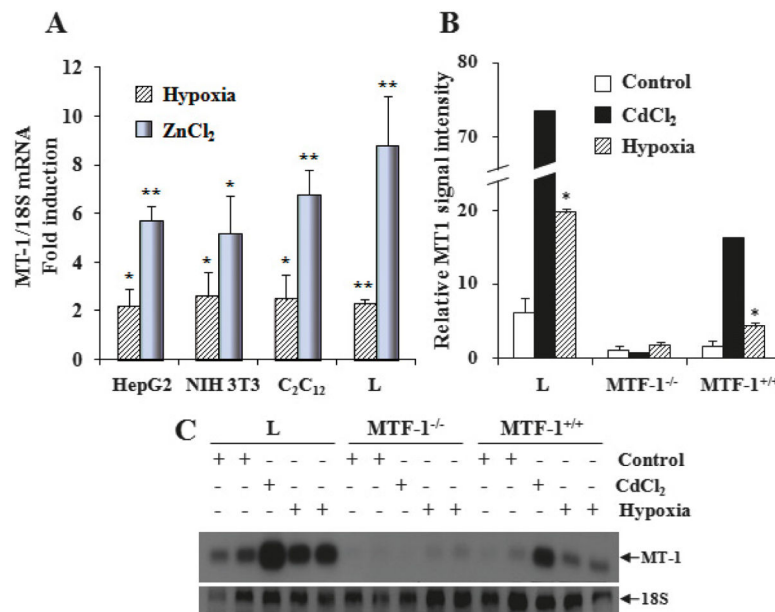 A
MT-1/18S mRNA
Fold induction
12
10
8
6
4
2
0
Hypoxia
ZnCl₂
*
**
*
*
*
**
**
**
HepG2 NIH 3T3 C₂C₁₂ L
B
Relative MT1 signal intensity
80
70
20
10
0
Control
CdCl₂
Hypoxia
*
*
L MTF-1⁻/⁻ MTF-1⁺/⁺
C
L MTF-1⁻/⁻ MTF-1⁺/⁺
+ + - - - + + - - - + + - - - Control
- - + - - - - + - - - - + - - CdCl₂
- - - + + - - - + + - - - + + Hypoxia
MT-1
18S